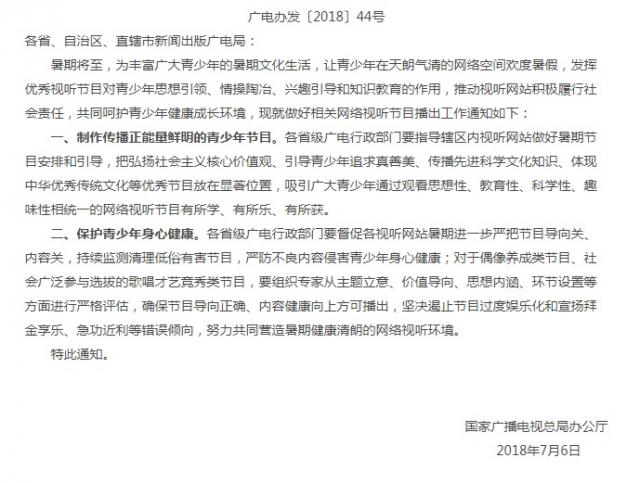 广电办发〔2018〕44号
各省、自治区、直辖市新闻出版广电局：
暑期将至，为丰富广大青少年的暑期文化生活，让青少年在天朗气清的网络空间欢度暑假，发挥
优秀视听节目对青少年思想引领、情操陶冶、兴趣引导和知识教育的作用，推动视听网站积极履行社
会责任，共同呵护青少年健康成长环境，现就做好相关网络视听节目播出工作通知如下：
一、制作传播正能量鲜明的青少年节目。各省级广电行政部门要指导辖区内视听网站做好暑期节
目安排和引导，把弘扬社会主义核心价值观、引导青少年追求真善美、传播先进科学文化知识、体现
中华优秀传统文化等优秀节目放在显著位置，吸引广大青少年通过观看思想性、教育性、科学性、趣
味性相统一的网络视听节目有所学、有所乐、有所获。
二、保护青少年身心健康。各省级广电行政部门要督促各视听网站暑期进一步严把节目导向关、
内容关，持续监测清理低俗有害节目，严防不良内容侵害青少年身心健康；对于偶像养成类节目、社
会广泛参与选拔的歌唱才艺竞秀类节目，要组织专家从主题立意、价值导向、思想内涵、环节设置等
方面进行严格评估，确保节目导向正确、内容健康向上方可播出，坚决遏止节目过度娱乐化和宣扬拜
金享乐、急功近利等错误倾向，努力共同营造暑期健康清朗的网络视听环境。
特此通知。
国家广播电视总局办公厅
2018年7月6日